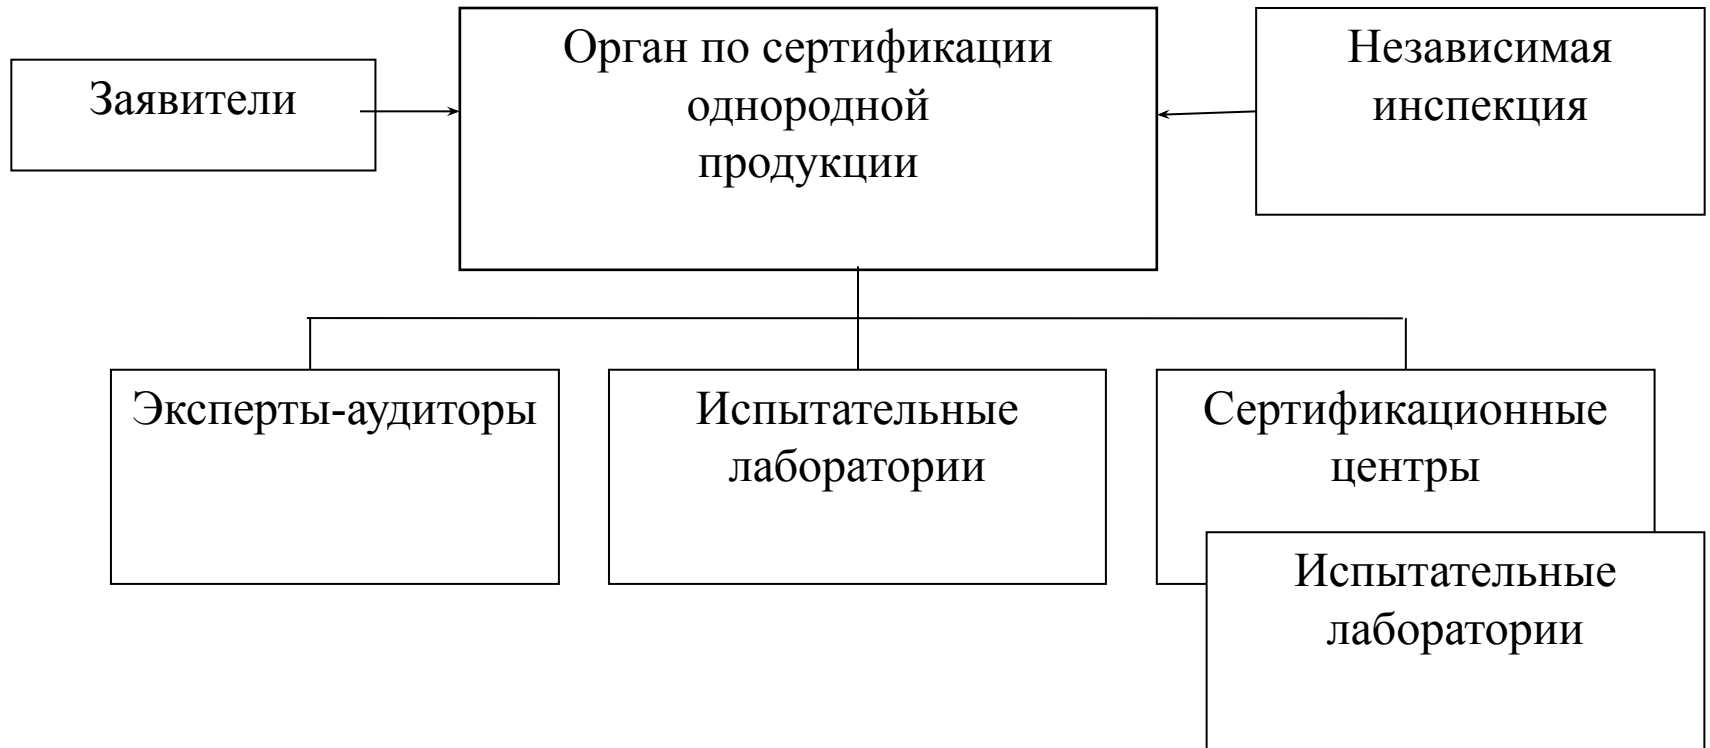 Заявители
Орган по сертификации
однородной
продукции
Независимая
инспекция
Эксперты-аудиторы
Испытательные
лаборатории
Сертификационные
центры
Испытательные
лаборатории